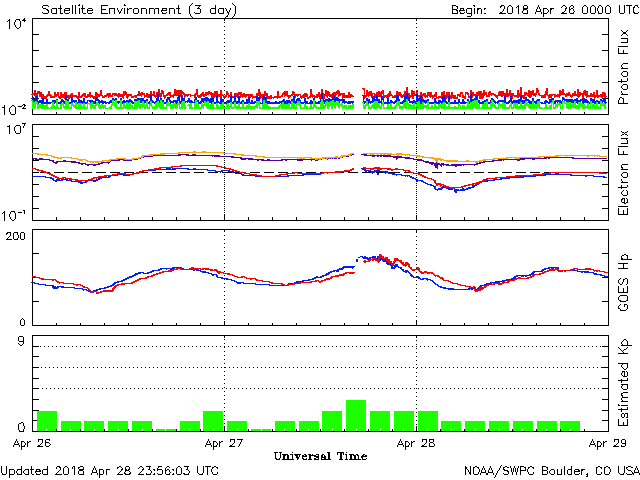 Satellite Environment (3 day) Begin: 2018 Apr 26 0000 UTC
10^4
10^-2
Proton Flux
10^7
10^-1
Electron Flux
200
0
GOES Hp
9
0
Estimated Kp
Apr 26 Apr 27 Apr 28 Apr 29
Universal Time
Updated 2018 Apr 28 23:56:03 UTC NOAA/SWPC Boulder, CO USA